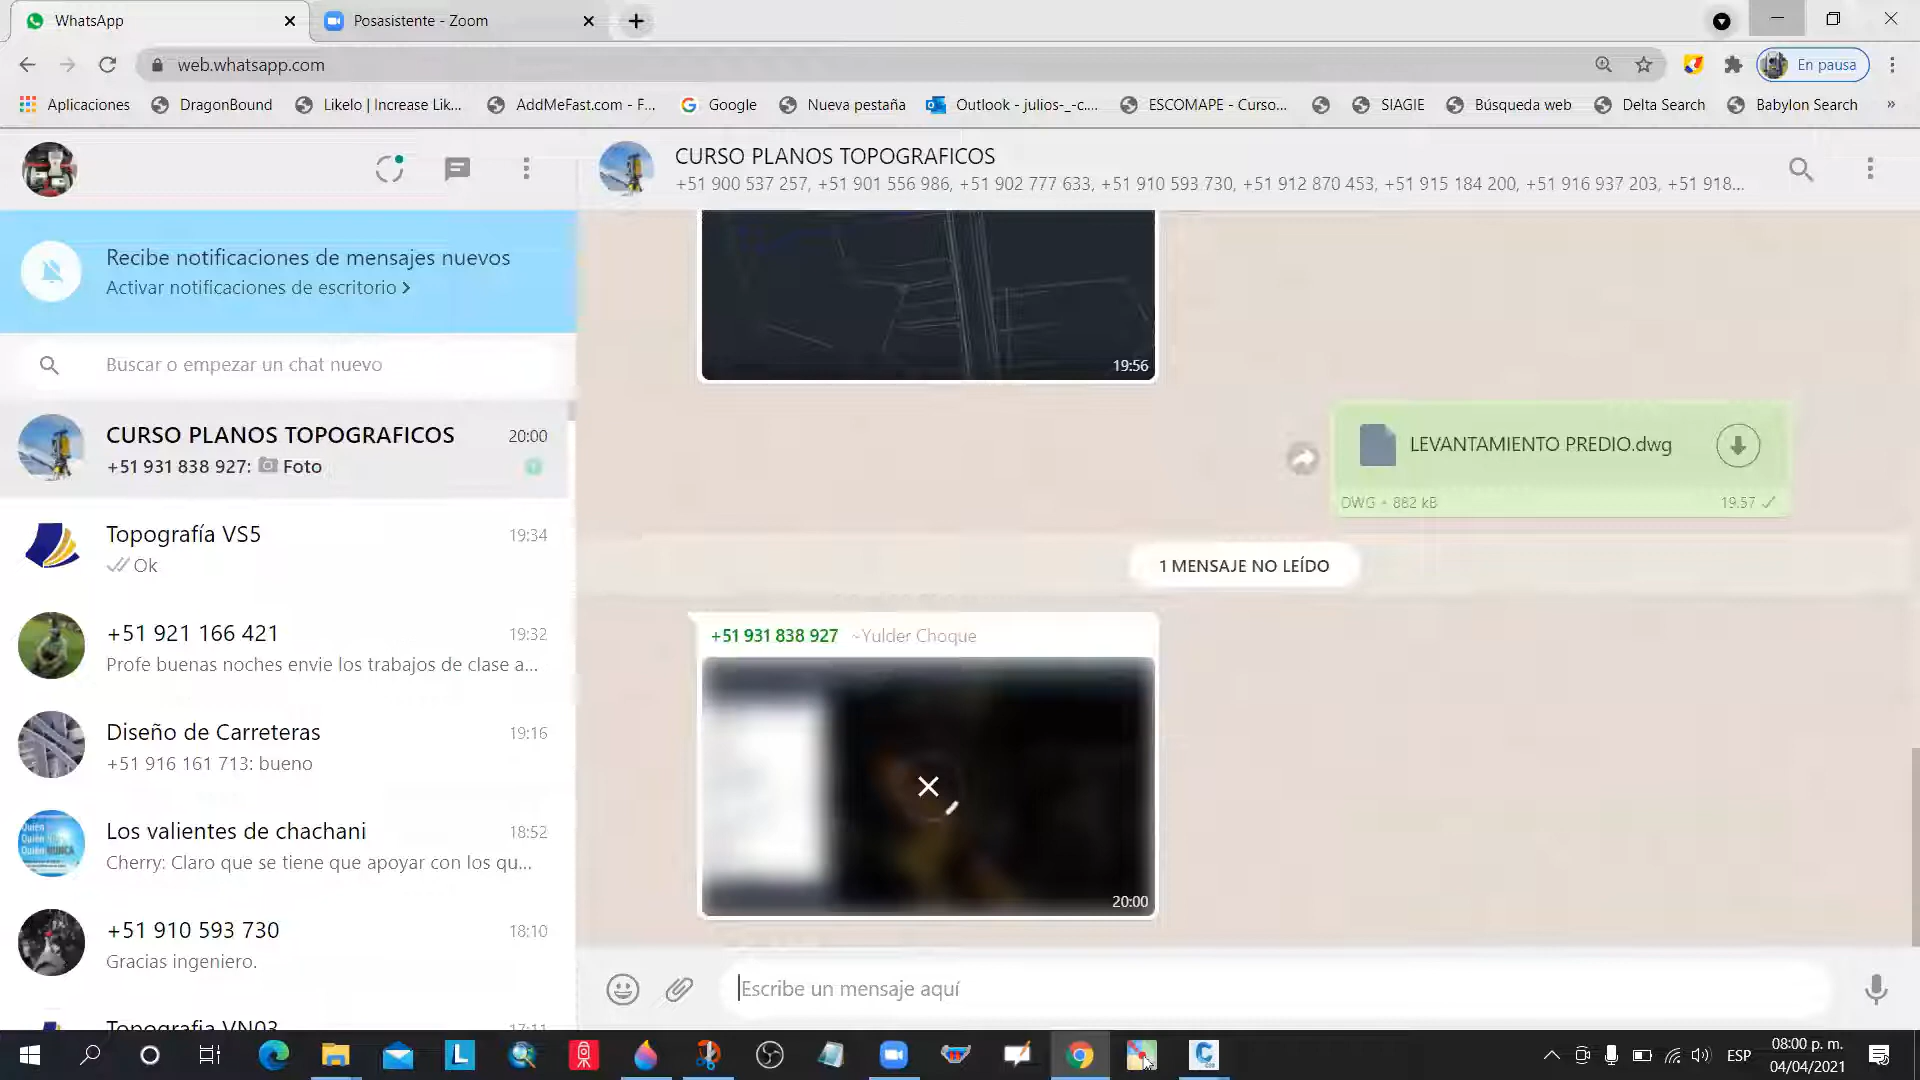 WhatsApp
Posasistente - Zoom
web.whatsapp.com
En pausa
Aplicaciones
DragonBound
Likelo | Increase Lik...
AddMeFast.com - F...
Google
Nueva pestaña
Outlook - julios-_-c....
ESCOMAPE - Curso...
SIAGIE
Búsqueda web
Delta Search
Babylon Search
»
CURSO PLANOS TOPOGRAFICOS
+51 900 537 257, +51 901 556 986, +51 902 777 633, +51 910 593 730, +51 912 870 453, +51 915 184 200, +51 916 937 203, +51 918...
Recibe notificaciones de mensajes nuevos
Activar notificaciones de escritorio >
Buscar o empezar un chat nuevo
CURSO PLANOS TOPOGRAFICOS 20:00
+51 931 838 927: Foto
Topografía VS5 19:34
Ok
+51 921 166 421 19:32
Profe buenas noches envie los trabajos de clase a...
Diseño de Carreteras 19:16
+51 916 161 713: bueno
Los valientes de chachani 18:52
Cherry: Claro que se tiene que apoyar con los qu...
+51 910 593 730 18:10
Gracias ingeniero.
Topografia VN03 17:11
19:56
LEVANTAMIENTO PREDIO.dwg
DWG • 882 kB 19:57
1 MENSAJE NO LEÍDO
+51 931 838 927 ~Yulder Choque
20:00
Escribe un mensaje aquí
ESP
08:00 p. m.
04/04/2021